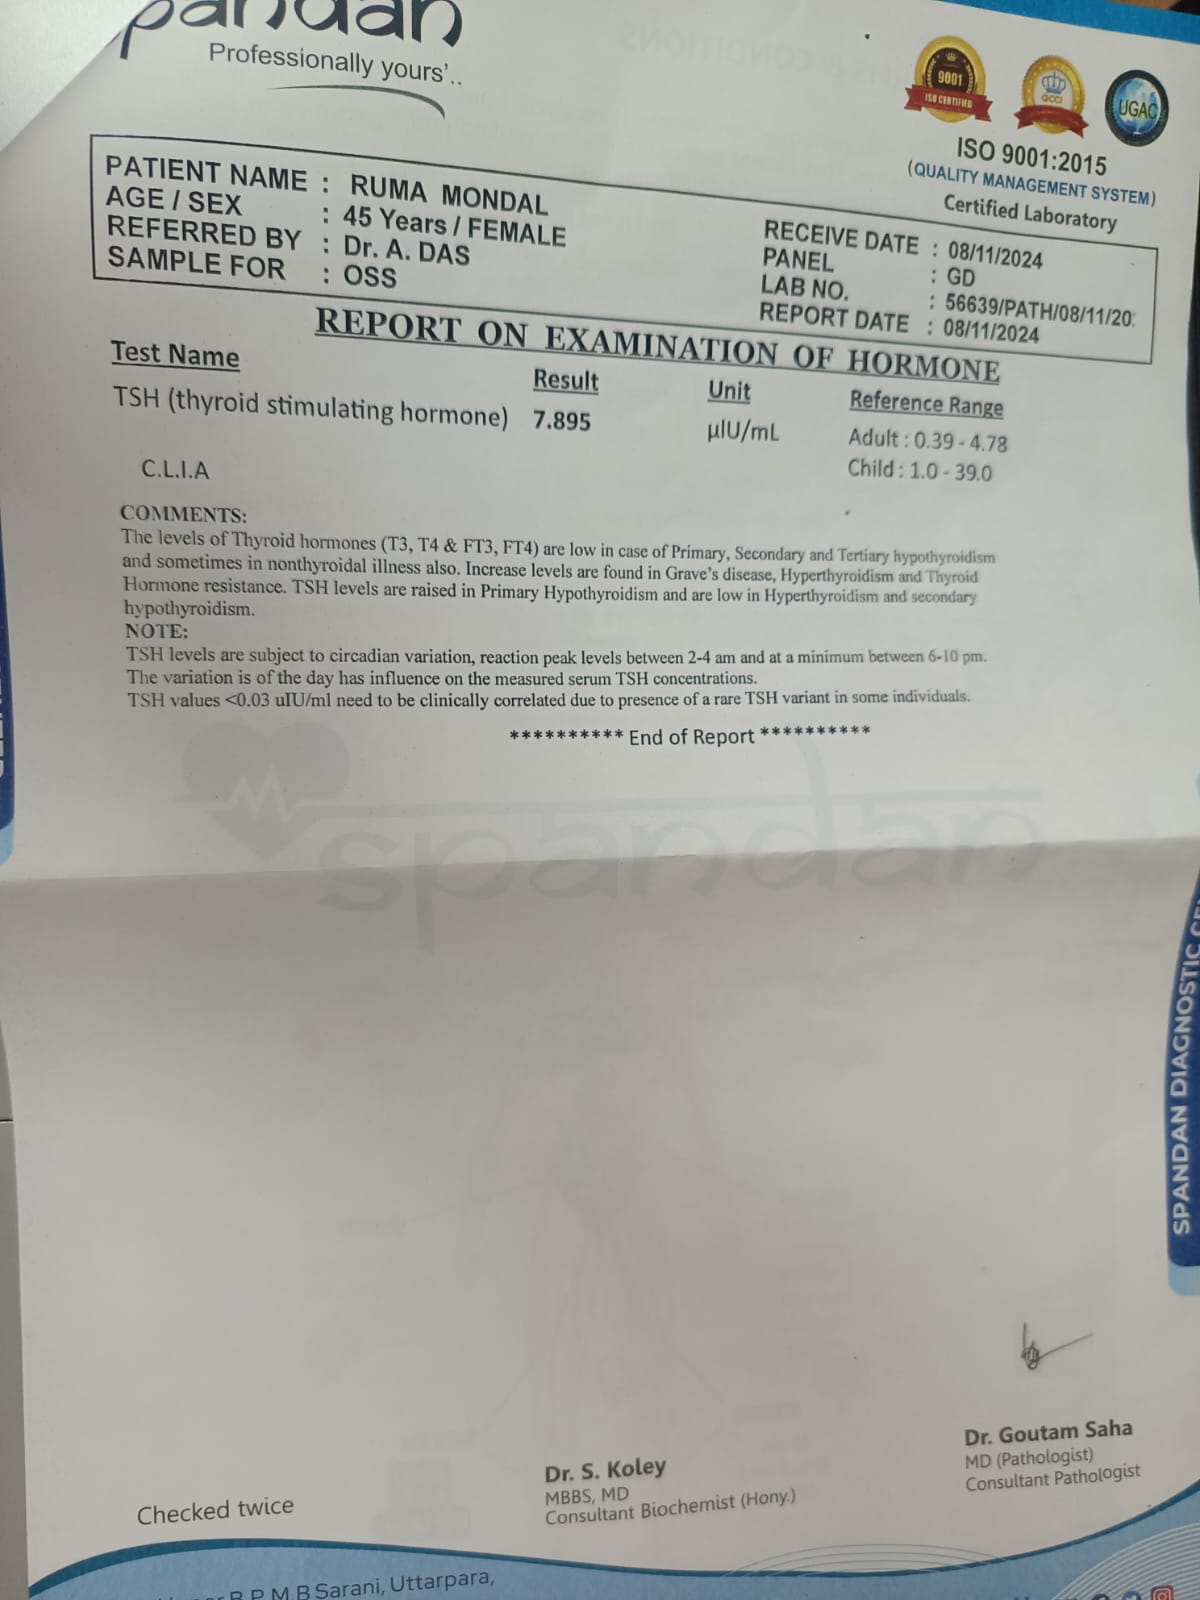 spandan
Professionally yours'..
9001
ISO CERTIFIED
QCCI
UGAC
ISO 9001:2015
(QUALITY MANAGEMENT SYSTEM)
Certified Laboratory
PATIENT NAME : RUMA MONDAL
AGE / SEX : 45 Years / FEMALE
REFERRED BY : Dr. A. DAS
SAMPLE FOR : OSS
RECEIVE DATE : 08/11/2024
PANEL : GD
LAB NO. : 56639/PATH/08/11/20
REPORT DATE : 08/11/2024
REPORT ON EXAMINATION OF HORMONE
Test Name Result Unit Reference Range
TSH (thyroid stimulating hormone) 7.895 µIU/mL Adult : 0.39 - 4.78
Child : 1.0 - 39.0
C.L.I.A
COMMENTS:
The levels of Thyroid hormones (T3, T4 & FT3, FT4) are low in case of Primary, Secondary and Tertiary hypothyroidism
and sometimes in nonthyroidal illness also. Increase levels are found in Grave's disease, Hyperthyroidism and Thyroid
Hormone resistance. TSH levels are raised in Primary Hypothyroidism and are low in Hyperthyroidism and secondary
hypothyroidism.
NOTE:
TSH levels are subject to circadian variation, reaction peak levels between 2-4 am and at a minimum between 6-10 pm.
The variation is of the day has influence on the measured serum TSH concentrations.
TSH values <0.03 uIU/ml need to be clinically correlated due to presence of a rare TSH variant in some individuals.
********** End of Report **********
spandan
SPANDAN DIAGNOSTIC
Dr. Goutam Saha
MD (Pathologist)
Consultant Pathologist
Dr. S. Koley
MBBS, MD
Consultant Biochemist (Hony.)
Checked twice
B P M B Sarani, Uttarpara,